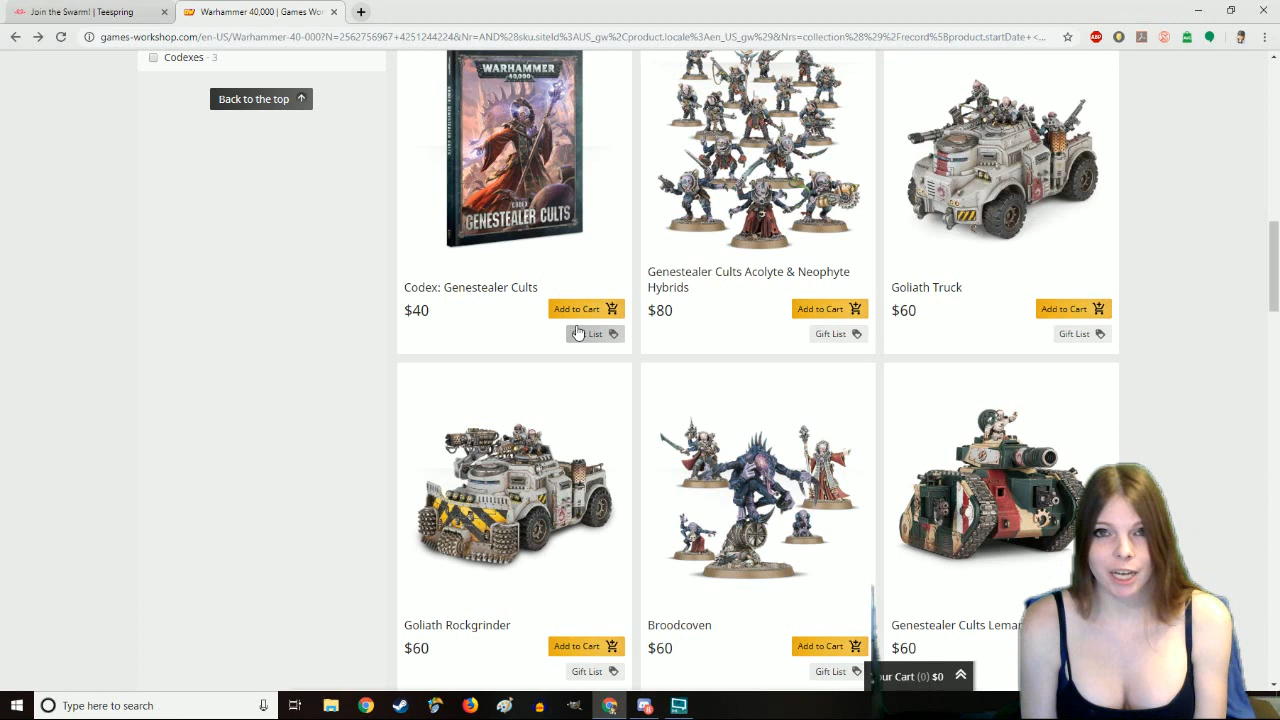 Join the Swarm! | Teespring
Warhammer 40,000 | Games Wor
games-workshop.com/en-US/Warhammer-40-000?N=2562756967+4251244224&Nr=AND%28sku.siteId%3AUS_gw%2Cproduct.locale%3Aen_US_gw%29&Nrs=collection%28%29%2Frecord%5Bproduct.startDate+<...
Codexes - 3
Back to the top
WARHAMMER
40,000
CODEX
GENESTEALER CULTS
Codex: Genestealer Cults
$40
Add to Cart
List
Genestealer Cults Acolyte & Neophyte
Hybrids
$80
Add to Cart
Gift List
Goliath Truck
$60
Add to Cart
Gift List
Goliath Rockgrinder
$60
Add to Cart
Gift List
Broodcoven
$60
Add to Cart
Gift List
Genestealer Cults Lema
$60
our Cart (0) $0
Type here to search